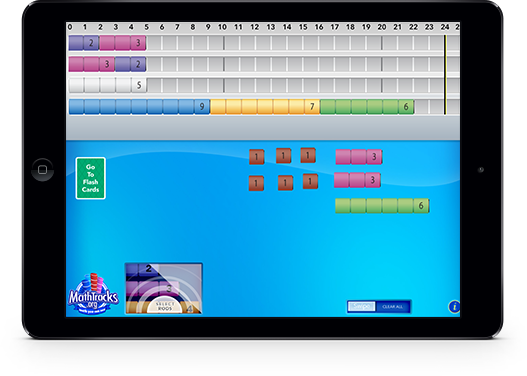 0 1 2 3 4 5 6 7 8 9 10 11 12 13 14 15 16 17 18 19 20 21 22 23 24 2
2 3
3 2
5
9 7 6
Go
To
Flash
Cards
1 1 1 3
1 1 1 3
6
2
MathTracks
.org
SELECT
RODS
CLEAR ALL
i